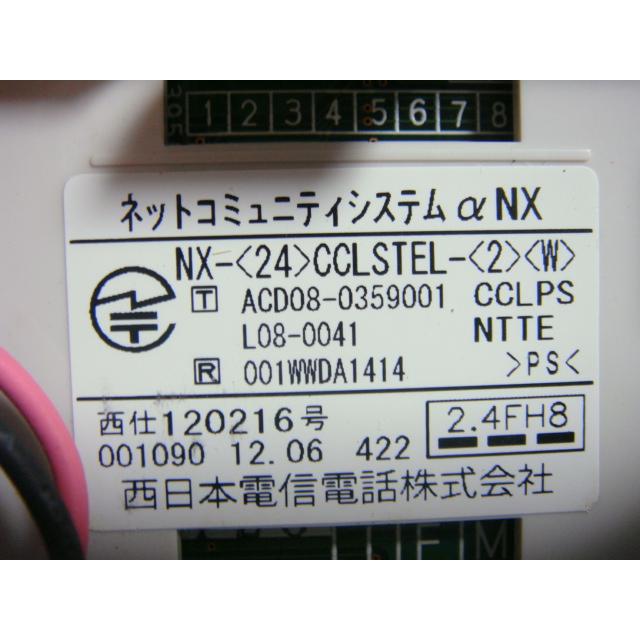 305
1 2 3 4 5 6 7 8
ネットコミュニティシステムαNX
NX-<24>CCLSTEL-<2><W>
T ACD08-0359001 CCLPS
L08-0041 NTTE
R 001WWDA1414 >PS<
西仕120216号
2.4FH8
001090 12.06 422
西日本電信電話株式会社
F M